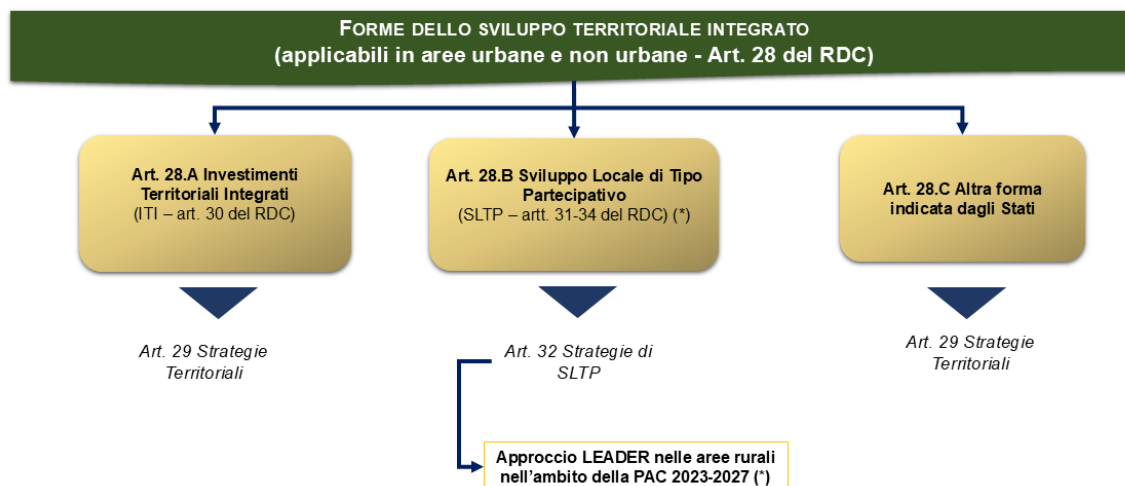 FORME DELLO SVILUPPO TERRITORIALE INTEGRATO
(applicabili in aree urbane e non urbane - Art. 28 del RDC)
Art. 28.A Investimenti
Territoriali Integrati
(ITI – art. 30 del RDC)
Art. 28.B Sviluppo Locale di Tipo
Partecipativo
(SLTP – artt. 31-34 del RDC) (*)
Art. 28.C Altra forma
indicata dagli Stati
Art. 29 Strategie
Territoriali
Art. 32 Strategie di
SLTP
Art. 29 Strategie
Territoriali
Approccio LEADER nelle aree rurali
nell’ambito della PAC 2023-2027 (*)